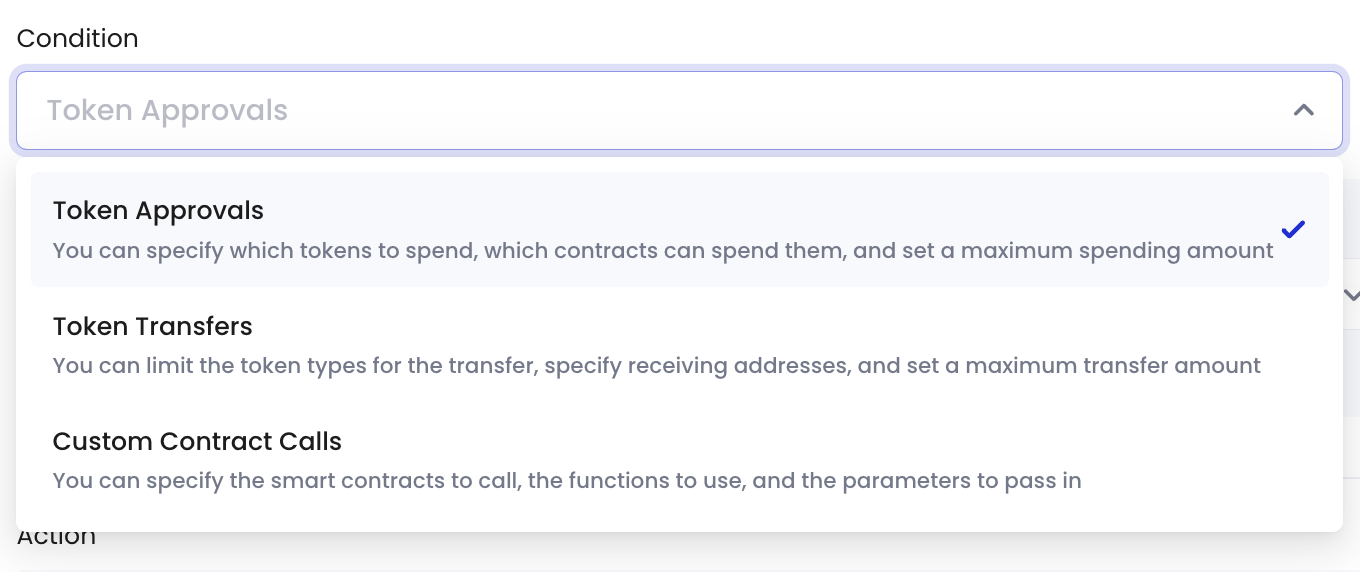 Condition
Token Approvals
Token Approvals
You can specify which tokens to spend, which contracts can spend them, and set a maximum spending amount
Token Transfers
You can limit the token types for the transfer, specify receiving addresses, and set a maximum transfer amount
Custom Contract Calls
You can specify the smart contracts to call, the functions to use, and the parameters to pass in
Action